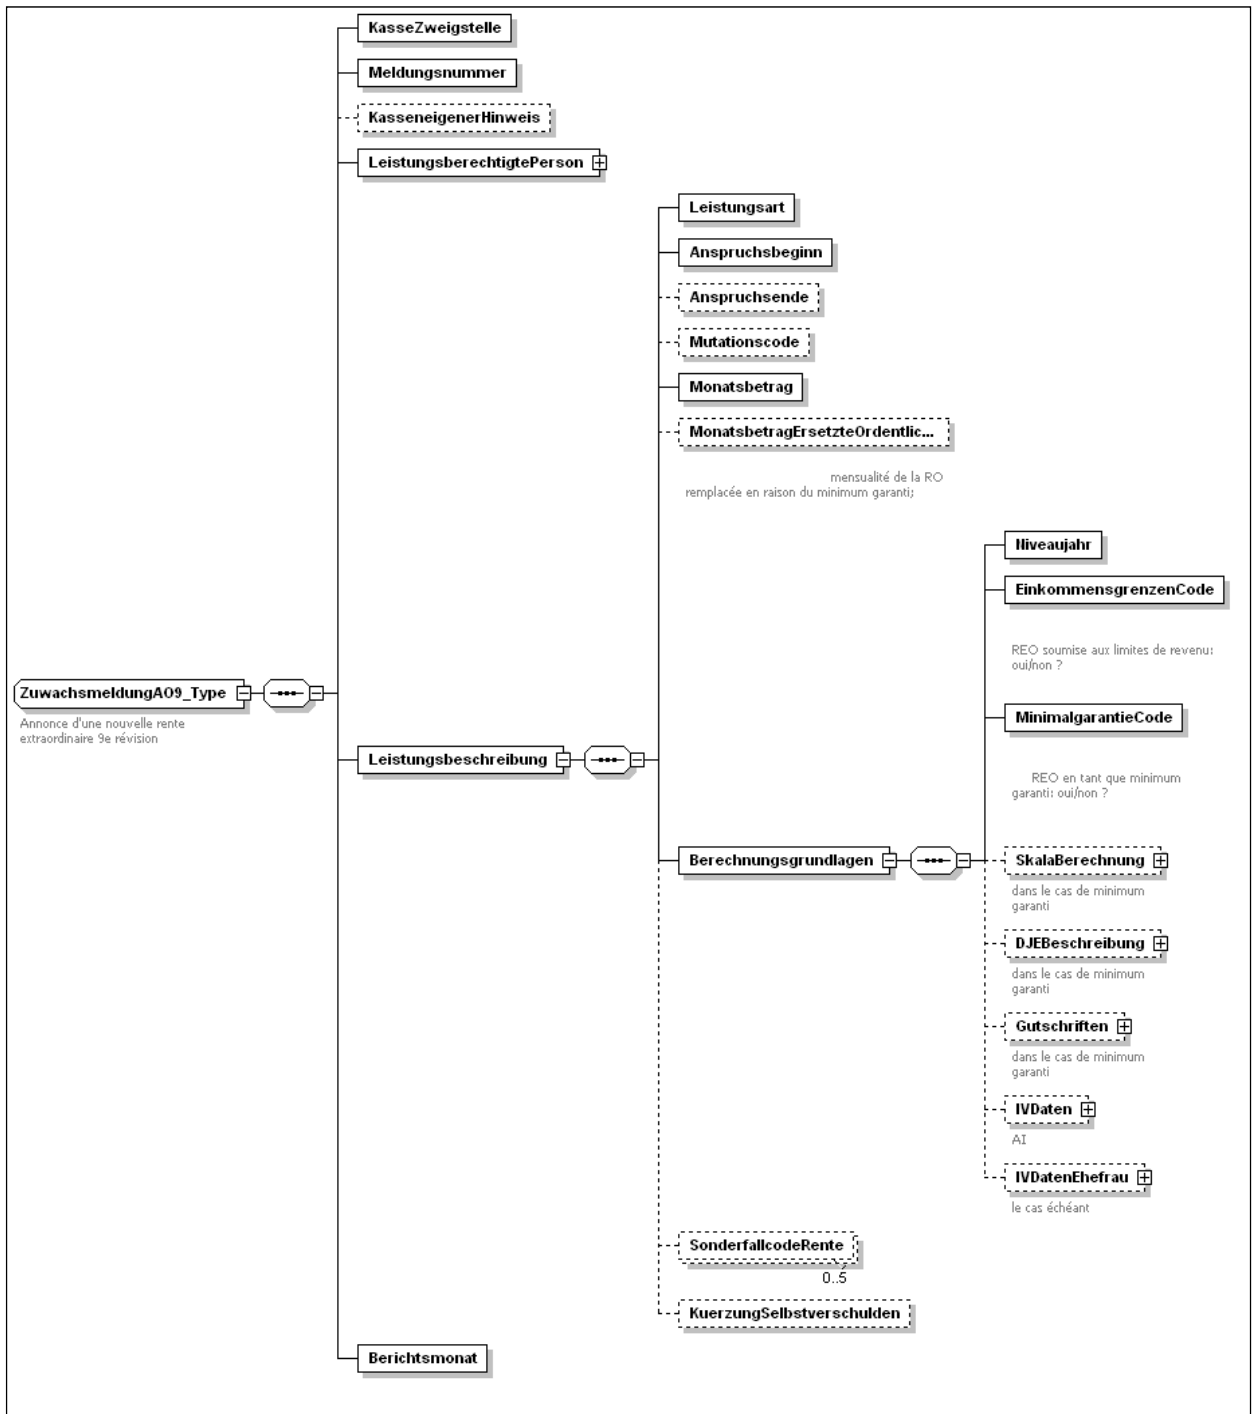 KasseZweigstelle
Meldungsnummer
KasseneigenerHinweis
LeistungsberechtigtePerson
Leistungsart
Anspruchsbeginn
Anspruchsende
Mutationscode
Monatsbetrag
MonatsbetragErsetzteOrdentlic...
mensualité de la RO
remplacée en raison du minimum garanti;
Niveaujahr
EinkommensgrenzenCode
REO soumise aux limites de revenu:
oui/non ?
ZuwachsmeldungAO9_Type
Annonce d'une nouvelle rente
extraordinaire 9e révision
MinimalgarantieCode
REO en tant que minimum
garanti: oui/non ?
Leistungsbeschreibung
Berechnungsgrundlagen
SkalaBerechnung
dans le cas de minimum
garanti
DJEBeschreibung
dans le cas de minimum
garanti
Gutschriften
dans le cas de minimum
garanti
IVDaten
AI
IVDatenEhefrau
le cas échéant
SonderfallcodeRente
0..5
KuerzungSelbstverschulden
Berichtsmonat